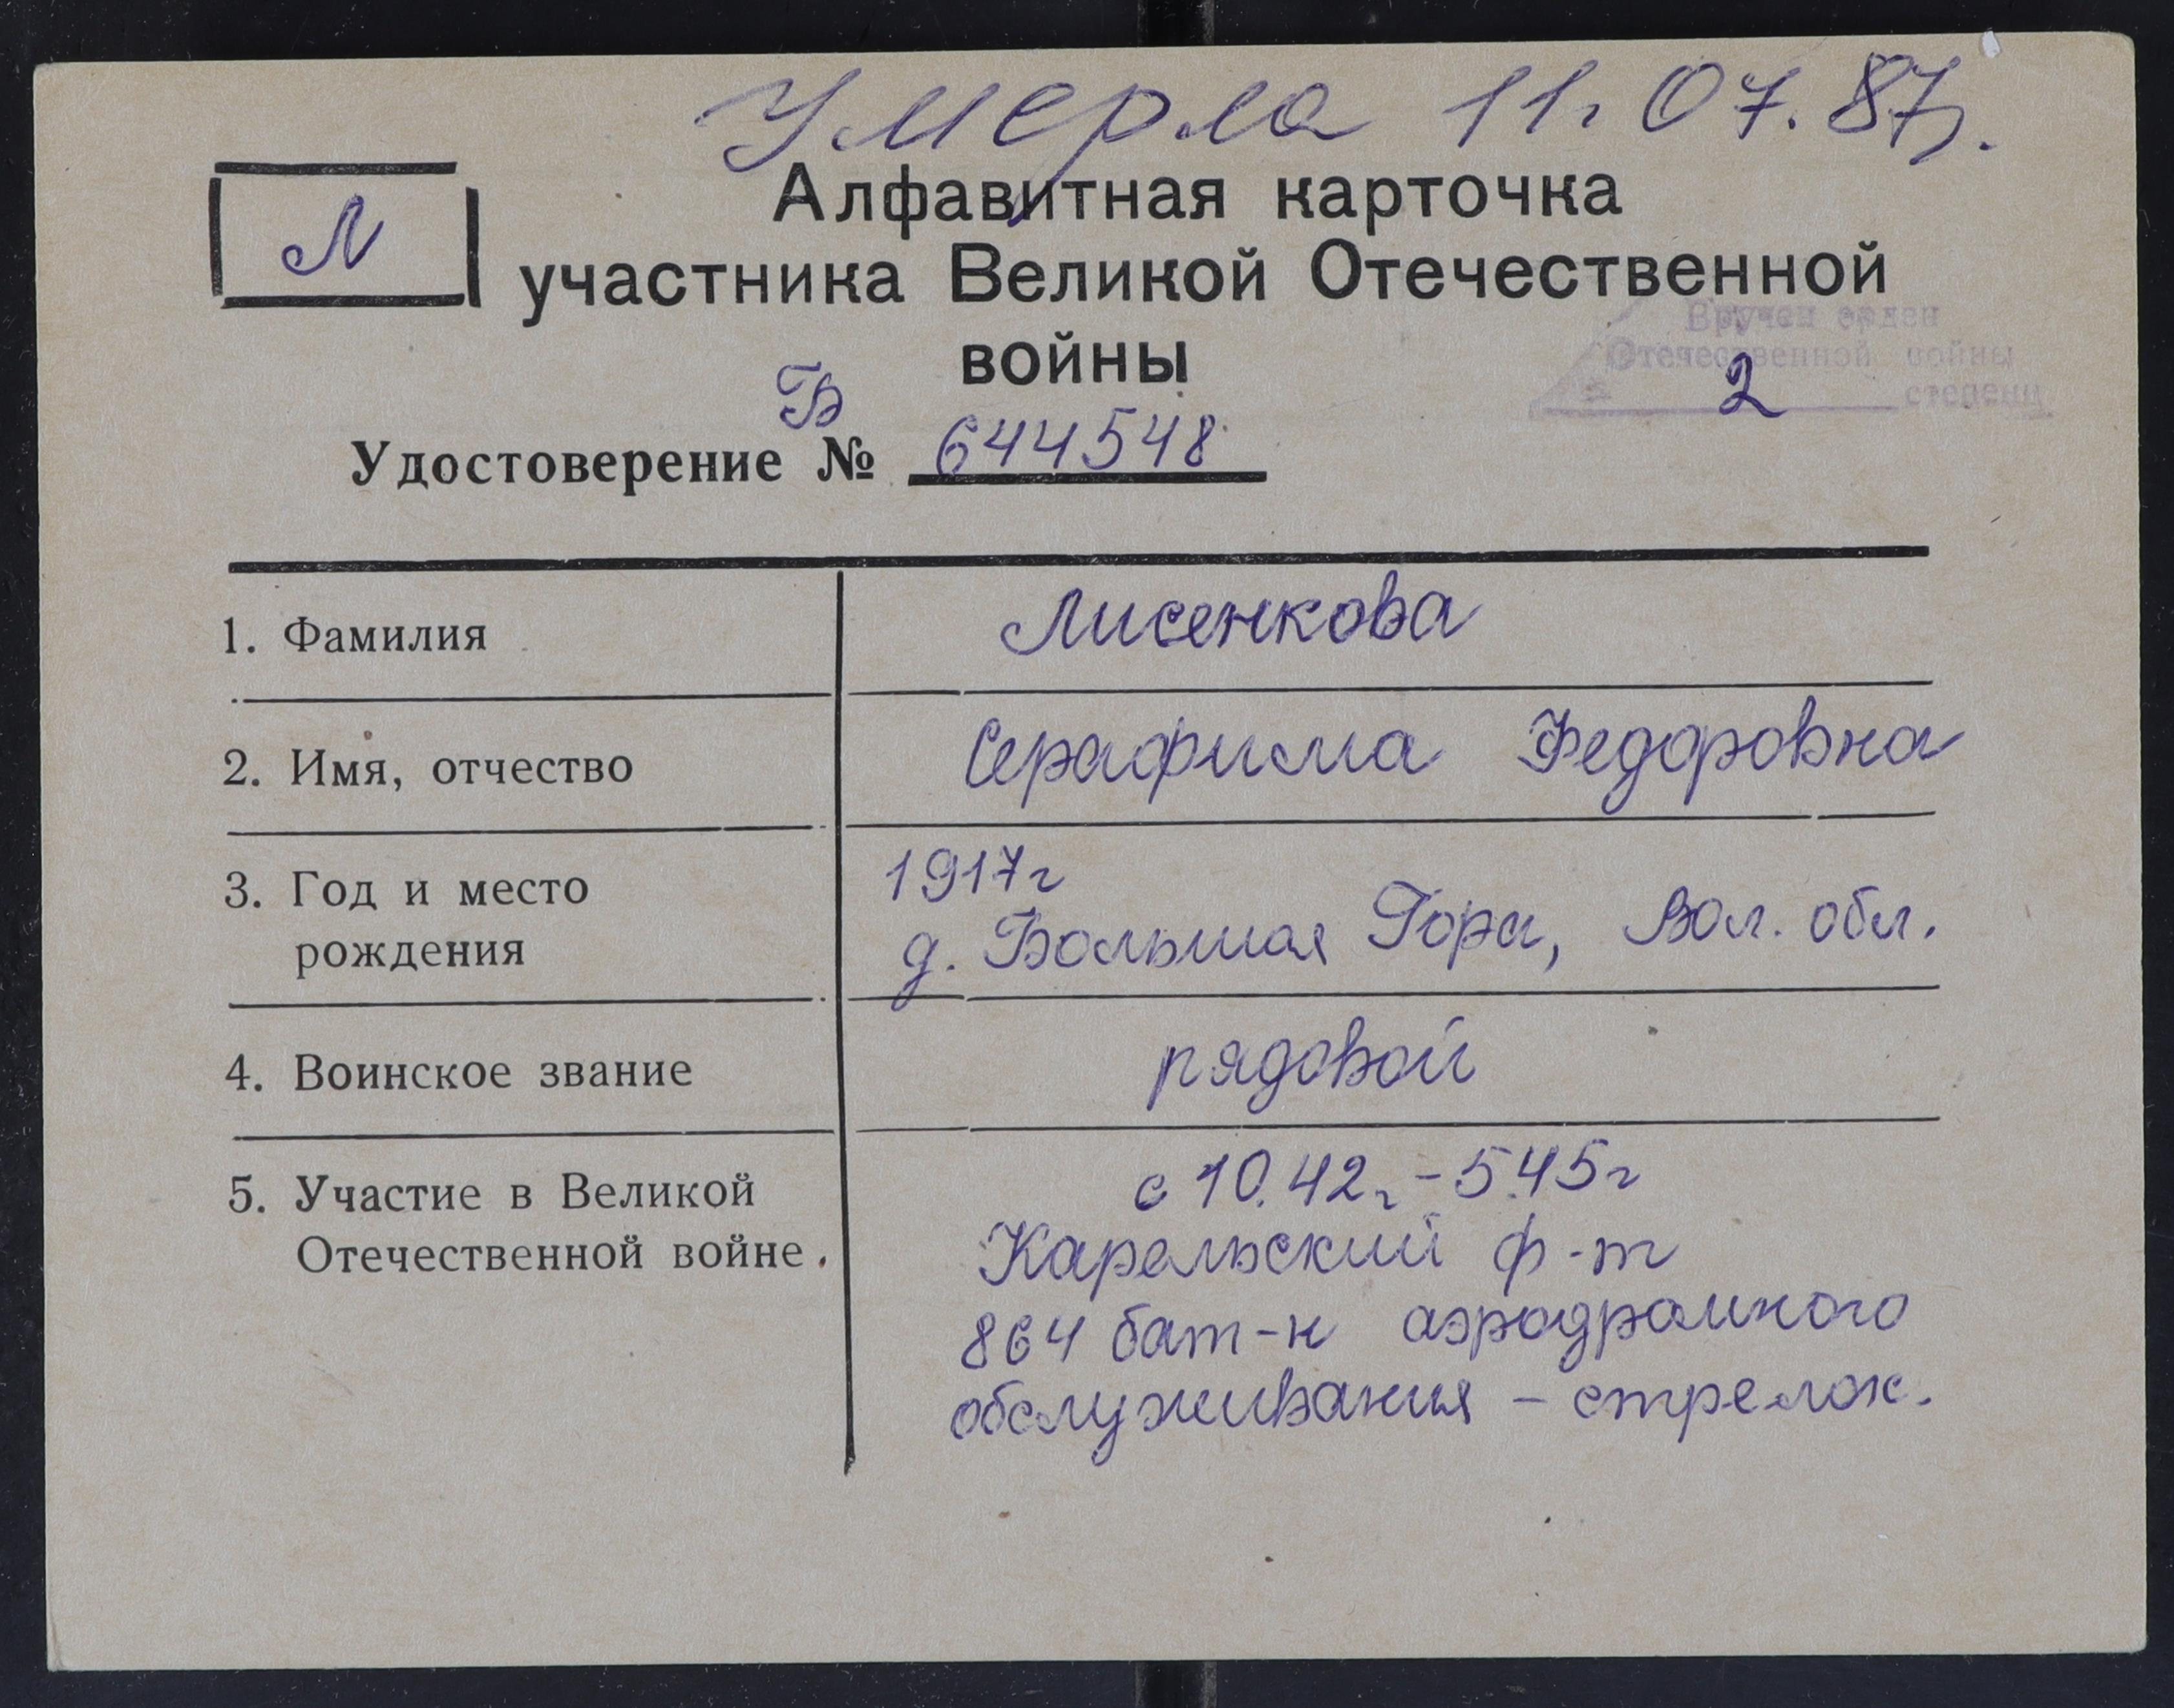 Умерла 11.07.87г.
Л
Алфавитная карточка
участника Великой Отечественной
войны
Вручен орден
Отечественной войны
2 степени
Б
Удостоверение № 644548
1. Фамилия
Лисенкова
2. Имя, отчество
Серафима Федоровна
3. Год и место
рождения
1917г
д. Большая Гора, Вол. обл.
4. Воинское звание
рядовой
5. Участие в Великой
Отечественной войне.
с 10.42г - 5.45г
Карельский ф-т
864 бат-н аэродромного
обслуживания - стрелок.